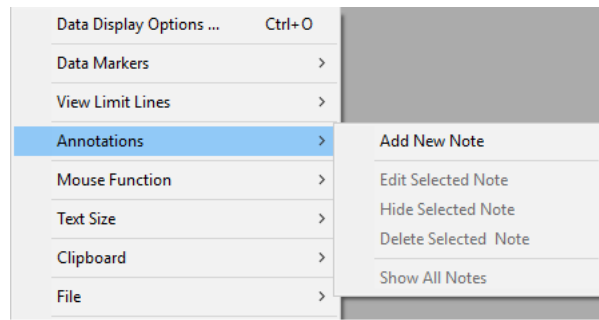 Data Display Options ... Ctrl+O
Data Markers
View Limit Lines
Annotations
Mouse Function
Text Size
Clipboard
File
Add New Note
Edit Selected Note
Hide Selected Note
Delete Selected  Note
Show All Notes